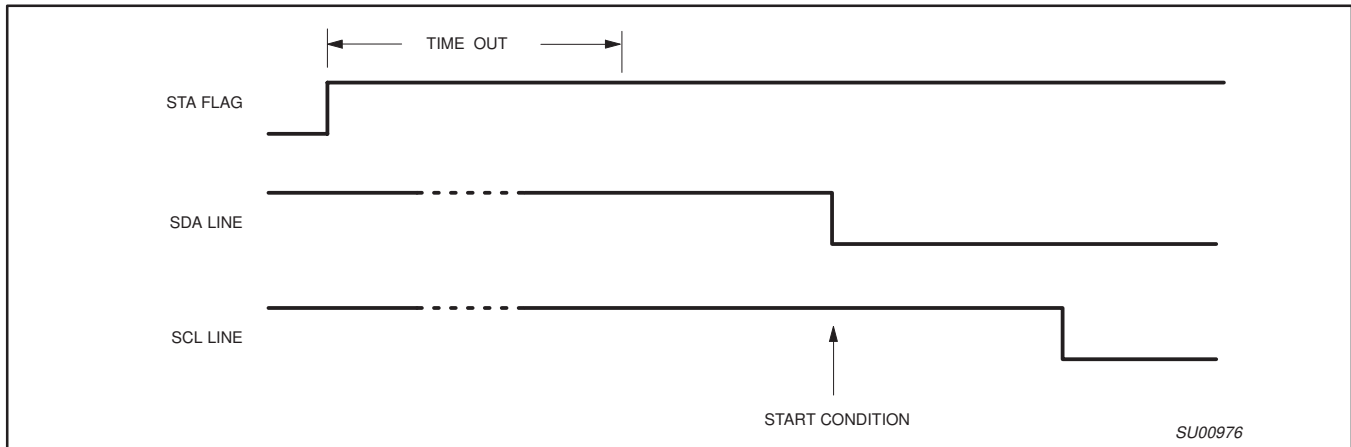 TIME OUT
STA FLAG
SDA LINE
SCL LINE
START CONDITION
SU00976